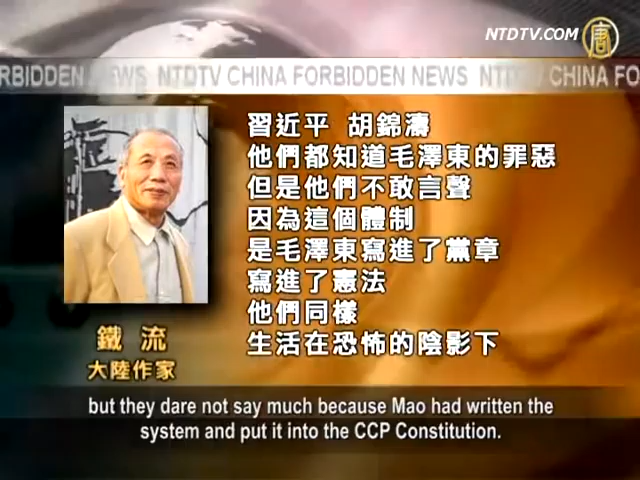 NTDTV.COM
RBIDDEN NEWS NTDTV CHINA FORBIDDEN NEWS NTDTV CHINA FO
習近平 胡錦濤
他們都知道毛澤東的罪惡
但是他們不敢言聲
因為這個體制
是毛澤東寫進了黨章
寫進了憲法
他們同樣
生活在恐怖的陰影下
鐵 流
大陸作家
but they dare not say much because Mao had written the
system and put it into the CCP Constitution.